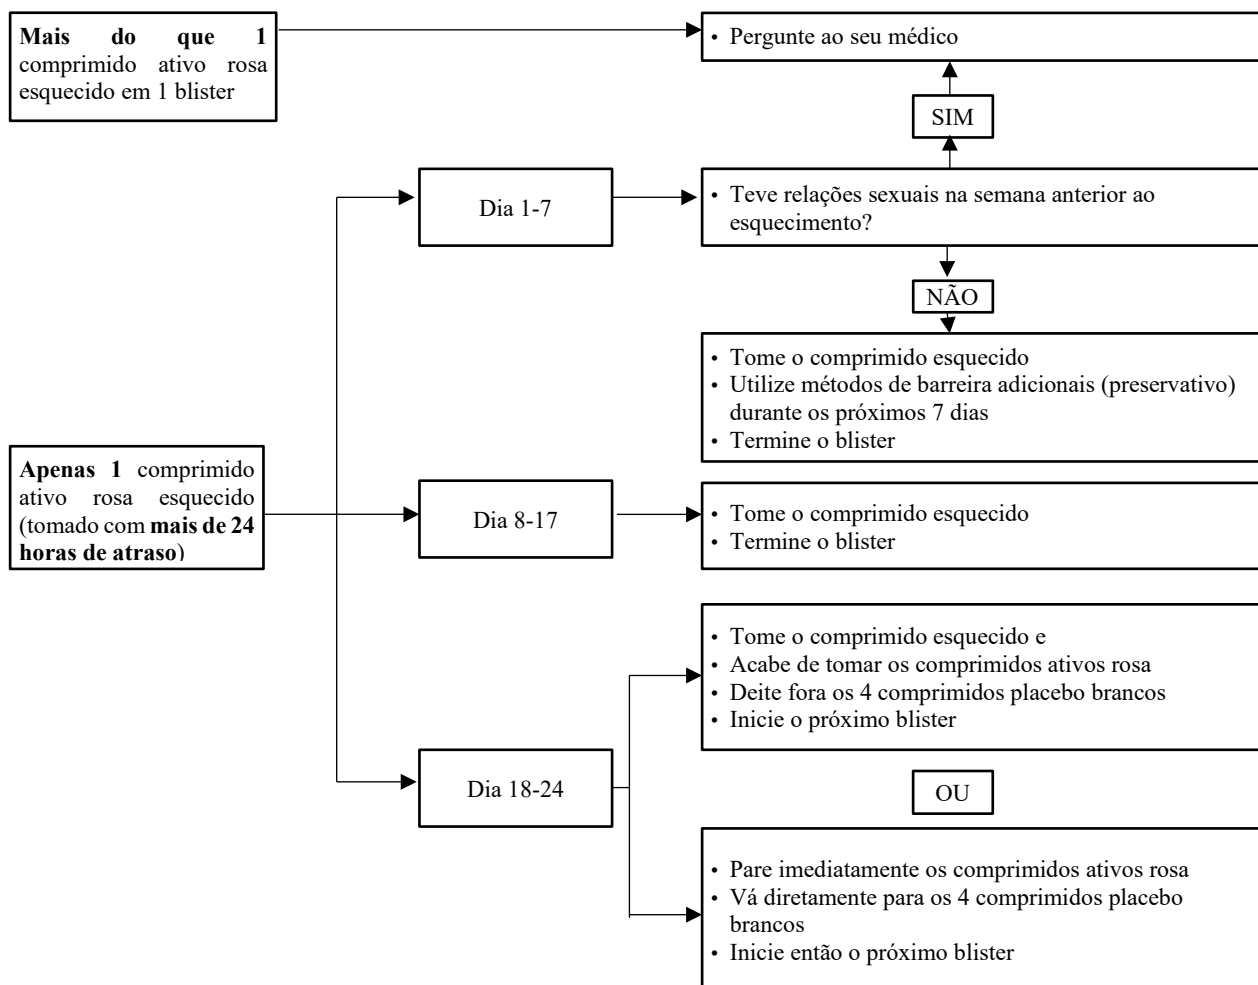 Mais do que 1
comprimido ativo rosa
esquecido em 1 blister
• Pergunte ao seu médico
SIM
Dia 1-7
• Teve relações sexuais na semana anterior ao
esquecimento?
NÃO
• Tome o comprimido esquecido
• Utilize métodos de barreira adicionais (preservativo)
durante os próximos 7 dias
• Termine o blister
Apenas 1 comprimido
ativo rosa esquecido
(tomado com mais de 24
horas de atraso)
Dia 8-17
• Tome o comprimido esquecido
• Termine o blister
• Tome o comprimido esquecido e
• Acabe de tomar os comprimidos ativos rosa
• Deite fora os 4 comprimidos placebo brancos
• Inicie o próximo blister
Dia 18-24
OU
• Pare imediatamente os comprimidos ativos rosa
• Vá diretamente para os 4 comprimidos placebo
brancos
• Inicie então o próximo blister